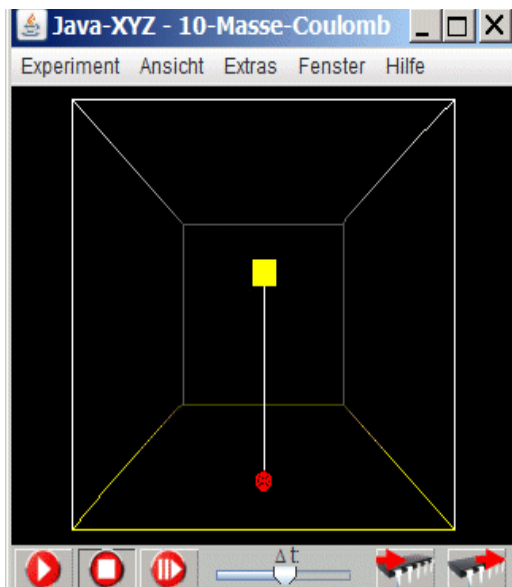 Java-XYZ - 10-Masse-Coulomb
Experiment Ansicht Extras Fenster Hilfe
Δt